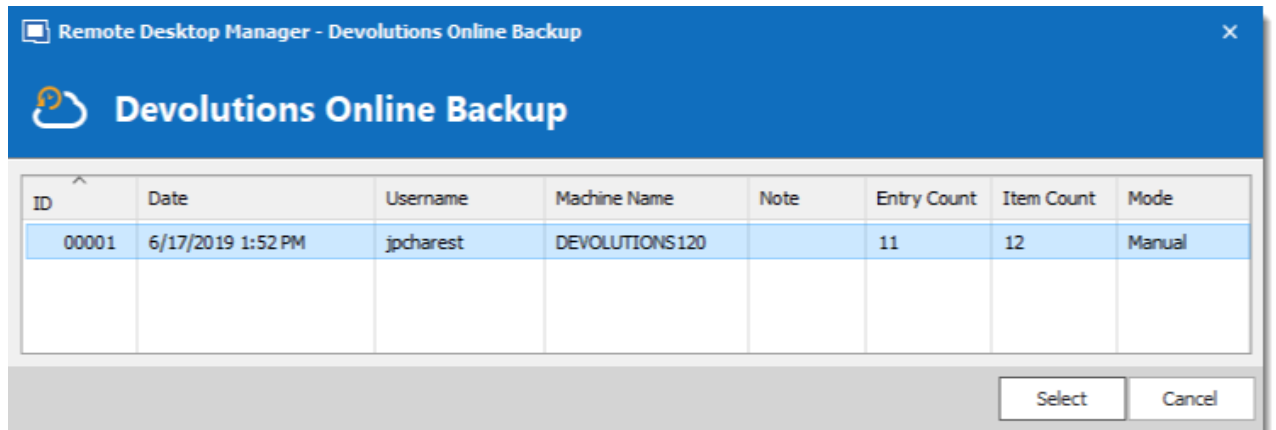 Remote Desktop Manager - Devolutions Online Backup
Devolutions Online Backup
ID Date Username Machine Name Note Entry Count Item Count Mode
00001 6/17/2019 1:52 PM jpcharest DEVOLUTIONS120 11 12 Manual
Select Cancel